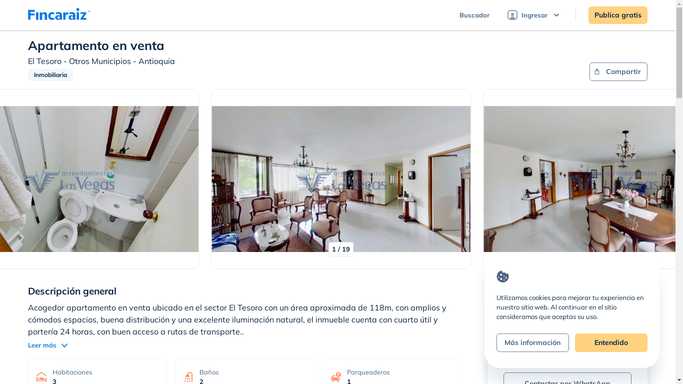 Fincaraiz
Buscador
Ingresar
Publica gratis
Apartamento en venta
El Tesoro - Otros Municipios - Antioquia
Inmobiliaria
Compartir
arrendamientos
Las Vegas
arrendamientos
Las Vegas
1 / 19
Descripción general
Acogedor apartamento en venta ubicado en el sector El Tesoro con un área aproximada de 118m, con amplios y
cómodos espacios, buena distribución y una excelente iluminación natural, el inmueble cuenta con cuarto útil y
portería 24 horas, con buen acceso a rutas de transporte..
Leer más
Habitaciones
3
Baños
2
Parqueaderos
1
Utilizamos cookies para mejorar tu experiencia en
nuestro sitio web. Al continuar en el sitio
consideramos que aceptas su uso.
Más información
Entendido
Contactar por WhatsApp